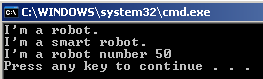 C:\WINDOWS\system32\cmd.exe
I'm a robot.
I'm a smart robot.
I'm a robot number 50
Press any key to continue . . .